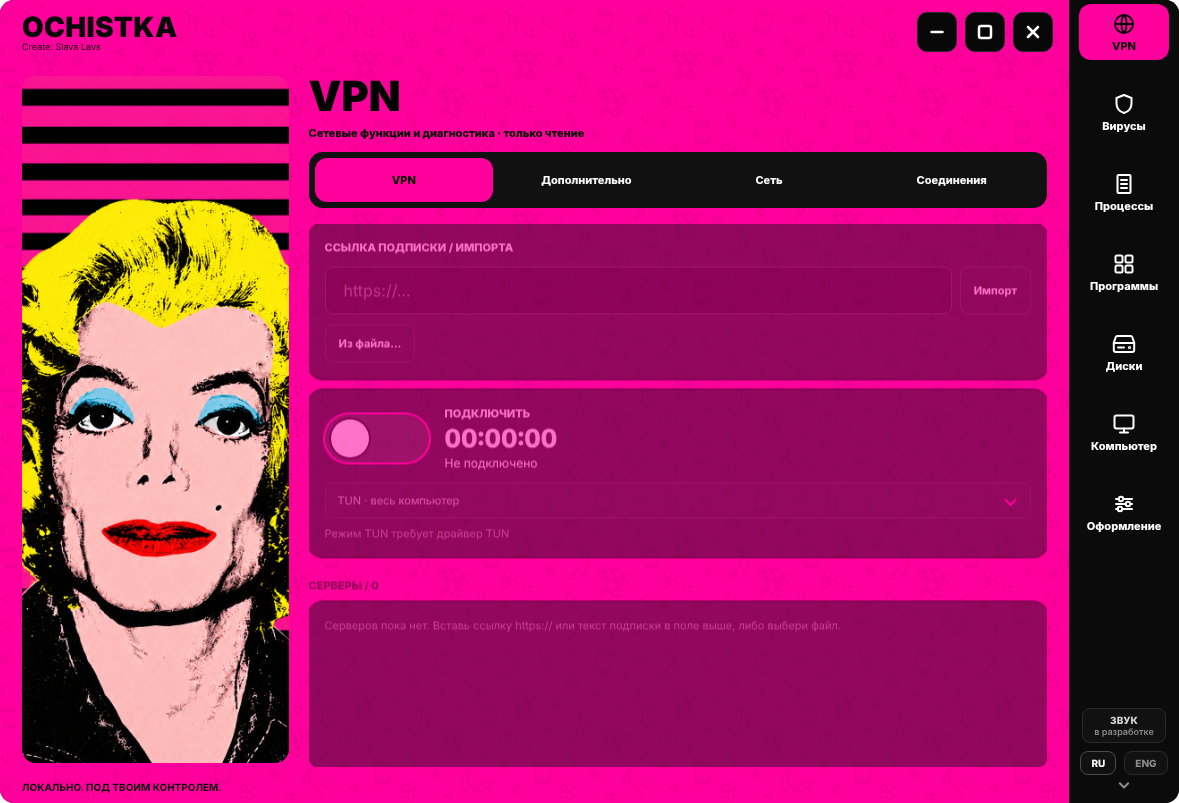 OCHISTKA
Create: Slava Lavs
VPN
Сетевые функции и диагностика · только чтение
VPN
Дополнительно
Сеть
Соединения
ССЫЛКА ПОДПИСКИ / ИМПОРТА
https://...
Импорт
Из файла...
ПОДКЛЮЧИТЬ
00:00:00
Не подключено
TUN · весь компьютер
Режим TUN требует драйвер TUN
СЕРВЕРЫ / 0
Серверов пока нет. Вставь ссылку https:// или текст подписки в поле выше, либо выбери файл.
ЛОКАЛЬНО. ПОД ТВОИМ КОНТРОЛЕМ.
VPN
Вирусы
Процессы
Программы
Диски
Компьютер
Оформление
ЗВУК
в разработке
RU
ENG